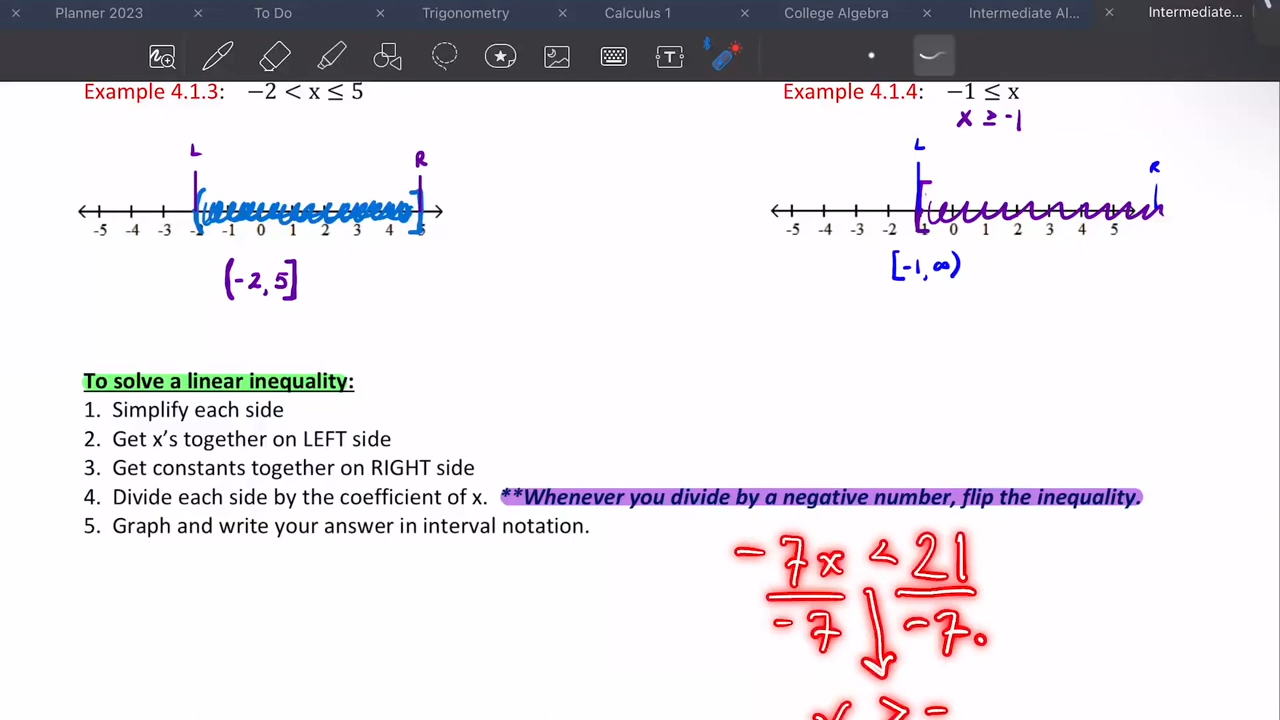 Planner 2023
To Do
Trigonometry
Calculus 1
College Algebra
Intermediate Al...
Intermediate...
Example 4.1.3: −2 < x ≤ 5
Example 4.1.4: −1 ≤ x
x ≥ -1
L
R
-5 -4 -3 -1 0 1 2 3 4 5
(-2, 5]
L
R
-5 -4 -3 -2 -1 0 1 2 3 4 5
[-1, ∞)
To solve a linear inequality:
1. Simplify each side
2. Get x's together on LEFT side
3. Get constants together on RIGHT side
4. Divide each side by the coefficient of x. **Whenever you divide by a negative number, flip the inequality.
5. Graph and write your answer in interval notation.
-7x < 21
-7 -7
x > -